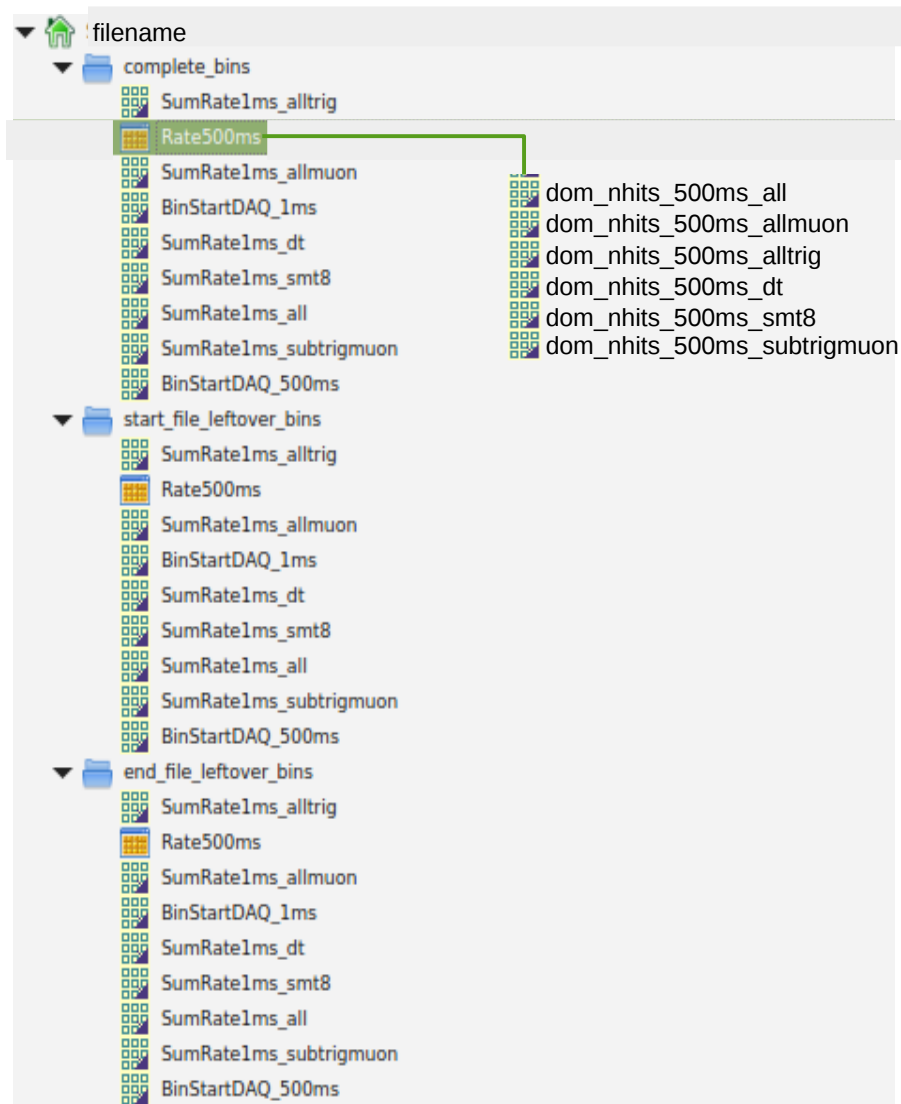 filename
complete_bins
SumRate1ms_alltrig
Rate500ms
SumRate1ms_allmuon
BinStartDAQ_1ms
SumRate1ms_dt
SumRate1ms_smt8
SumRate1ms_all
SumRate1ms_subtrigmuon
BinStartDAQ_500ms
dom_nhits_500ms_all
dom_nhits_500ms_allmuon
dom_nhits_500ms_alltrig
dom_nhits_500ms_dt
dom_nhits_500ms_smt8
dom_nhits_500ms_subtrigmuon
start_file_leftover_bins
SumRate1ms_alltrig
Rate500ms
SumRate1ms_allmuon
BinStartDAQ_1ms
SumRate1ms_dt
SumRate1ms_smt8
SumRate1ms_all
SumRate1ms_subtrigmuon
BinStartDAQ_500ms
end_file_leftover_bins
SumRate1ms_alltrig
Rate500ms
SumRate1ms_allmuon
BinStartDAQ_1ms
SumRate1ms_dt
SumRate1ms_smt8
SumRate1ms_all
SumRate1ms_subtrigmuon
BinStartDAQ_500ms